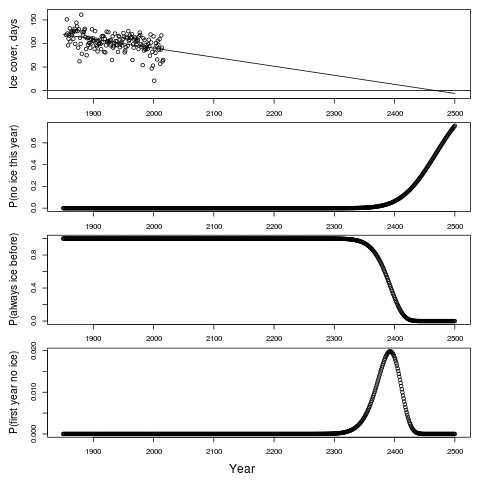 Ice cover, days
0 50 100 150
1900 2000 2100 2200 2300 2400 2500
P(no ice this year)
0.0 0.2 0.4 0.6
1900 2000 2100 2200 2300 2400 2500
P(always ice before)
0.0 0.4 0.8
1900 2000 2100 2200 2300 2400 2500
P(first year no ice)
0.000 0.010 0.020
1900 2000 2100 2200 2300 2400 2500
Year